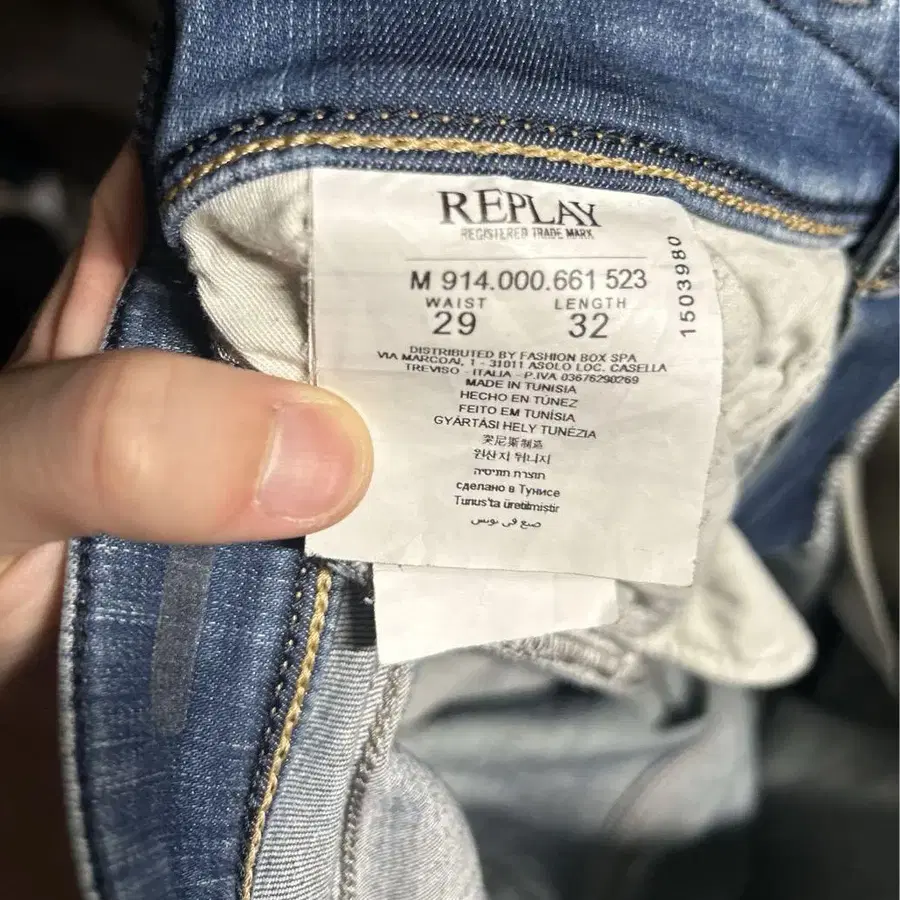 REPLAY
REGISTERED TRADE MARK
M 914.000.661 523
WAIST LENGTH
29 32
1503980
DISTRIBUTED BY FASHION BOX SPA
VIA MARCOAI, 1 - 31011 ASOLO LOC. CASELLA
TREVISO - ITALIA - P.IVA 03676290269
MADE IN TUNISIA
HECHO EN TÚNEZ
FEITO EM TUNÍSIA
GYÁRTÁSI HELY TUNÉZIA
突尼斯制造
원산지 튀니지
תוצרת תוניסיה
сделано в Тунисе
Tunus'ta üretilmiştir
صنع في تونس